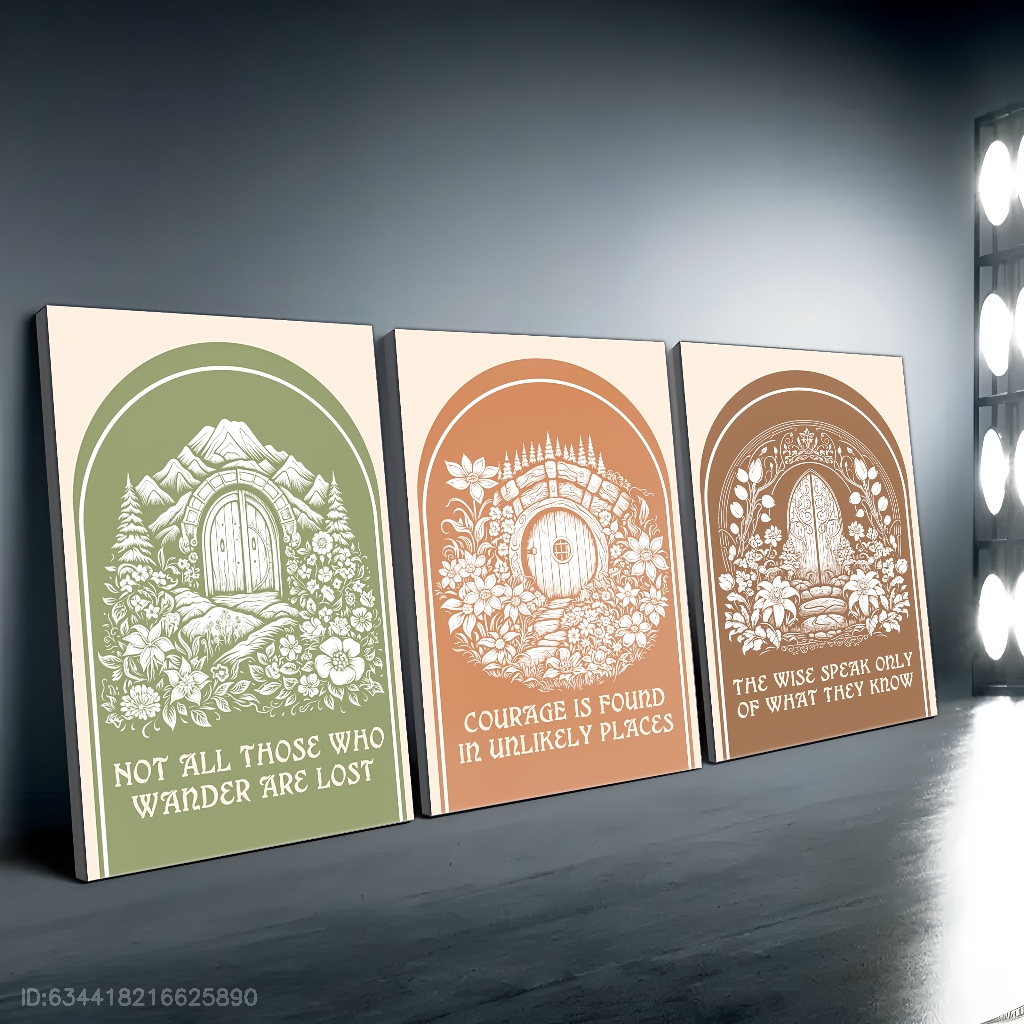 NOT ALL THOSE WHO
WANDER ARE LOST
COURAGE IS FOUND
IN UNLIKELY PLACES
THE WISE SPEAK ONLY
OF WHAT THEY KNOW
ID:634418216625890